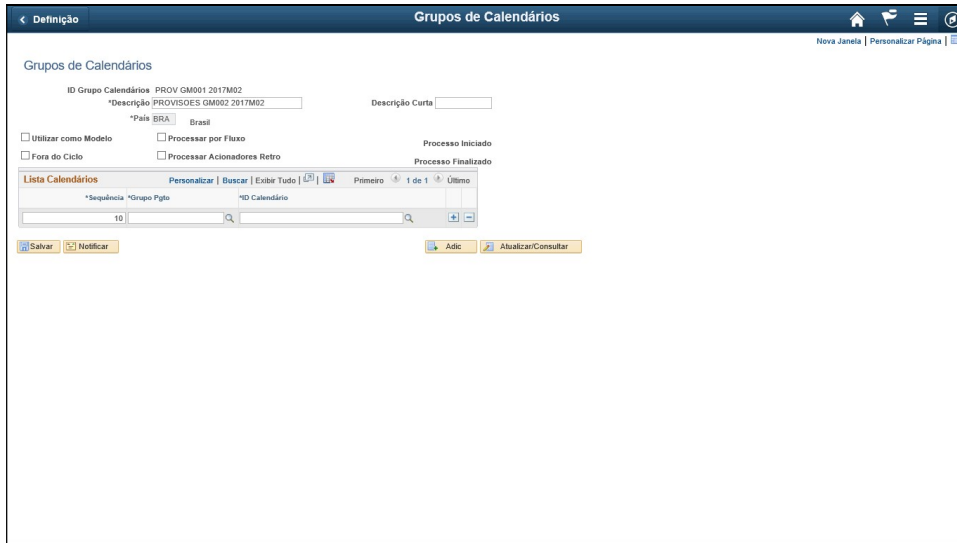 Definição
Grupos de Calendários
Nova Janela | Personalizar Página |
Grupos de Calendários
ID Grupo Calendários PROV GM001 2017M02
*Descrição PROVISOES GM002 2017M02 Descrição Curta
*País BRA Brasil
Utilizar como Modelo Processar por Fluxo Processo Iniciado
Fora do Ciclo Processar Acionadores Retro Processo Finalizado
Lista Calendários Personalizar | Buscar | Exibir Tudo | | Primeiro 1 de 1 Último
*Sequência *Grupo Pgto *ID Calendário
10
Salvar Notificar Adic Atualizar/Consultar